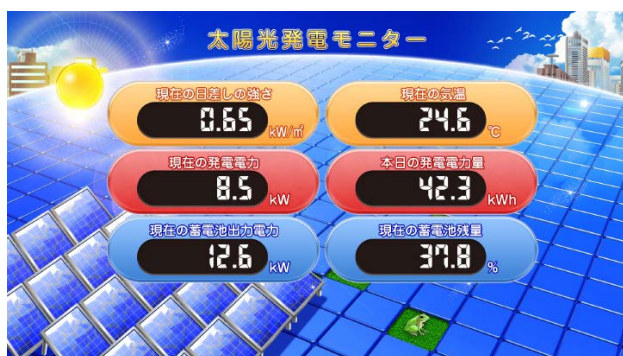 太陽光発電モニター
現在の日差しの強さ
0.65 kW/㎡
現在の気温
24.6 ℃
現在の発電電力
8.5 kW
本日の発電電力量
42.3 kWh
現在の蓄電池出力電力
12.6 kW
現在の蓄電池残量
37.8 %